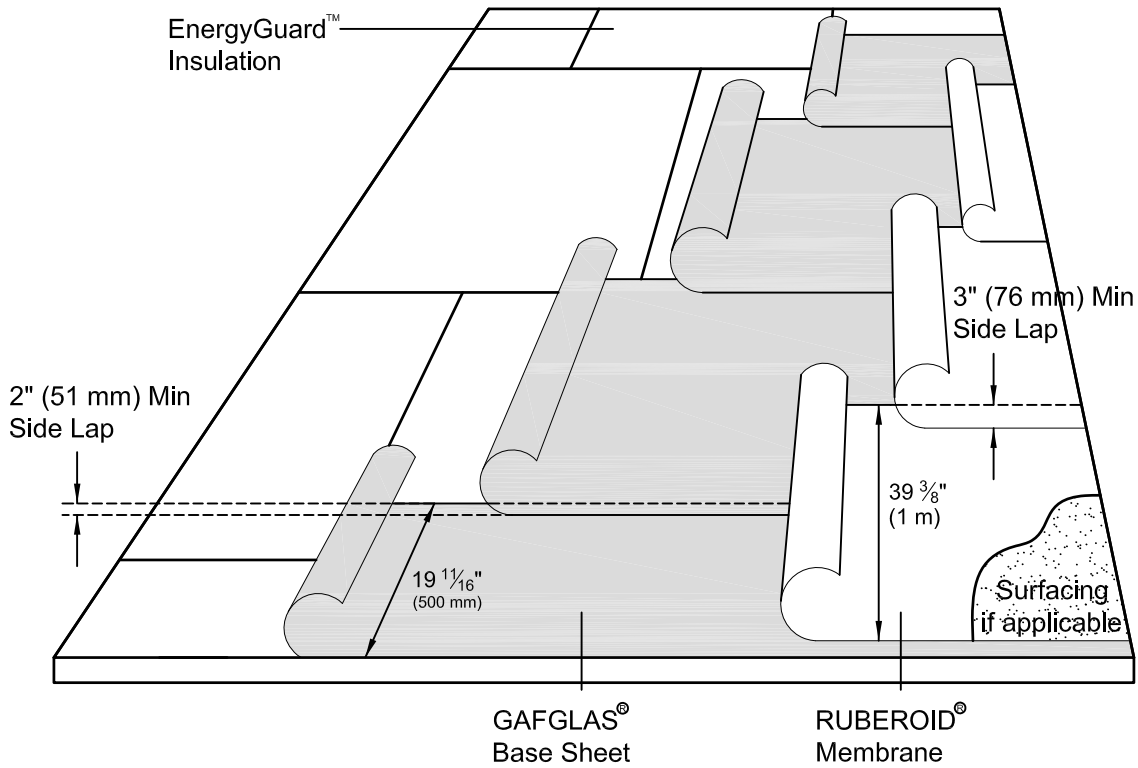 EnergyGuard™
Insulation
3" (76 mm) Min
Side Lap
2" (51 mm) Min
Side Lap
39 3⁄8"
(1 m)
19 11⁄16"
(500 mm)
Surfacing
if applicable
GAFGLAS®
Base Sheet
RUBEROID®
Membrane